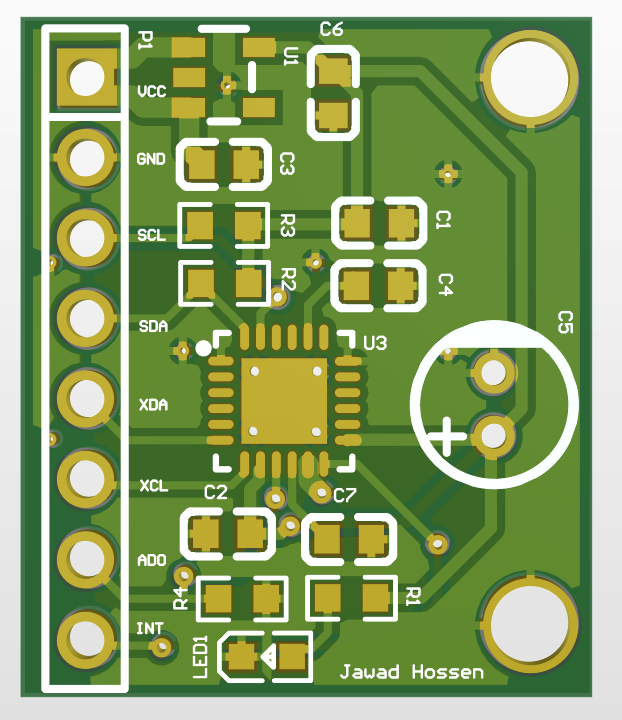 C6
P1
U1
VCC
GND
C3
SCL
R3
C1
R2
C4
SDA
C5
U3
XDA
+
XCL
C2
C7
ADO
R4
R1
INT
LED1
Jawad Hossen